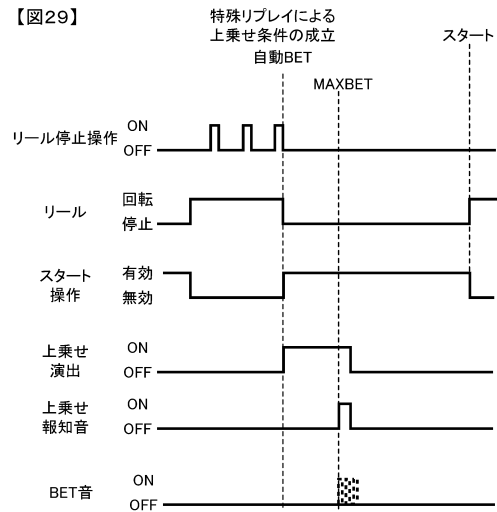 【図29】
特殊リプレイによる
上乗せ条件の成立
自動BET
スタート
MAXBET
リール停止操作
ON
OFF
リール
回転
停止
スタート
操作
有効
無効
上乗せ
演出
ON
OFF
上乗せ
報知音
ON
OFF
BET音
ON
OFF